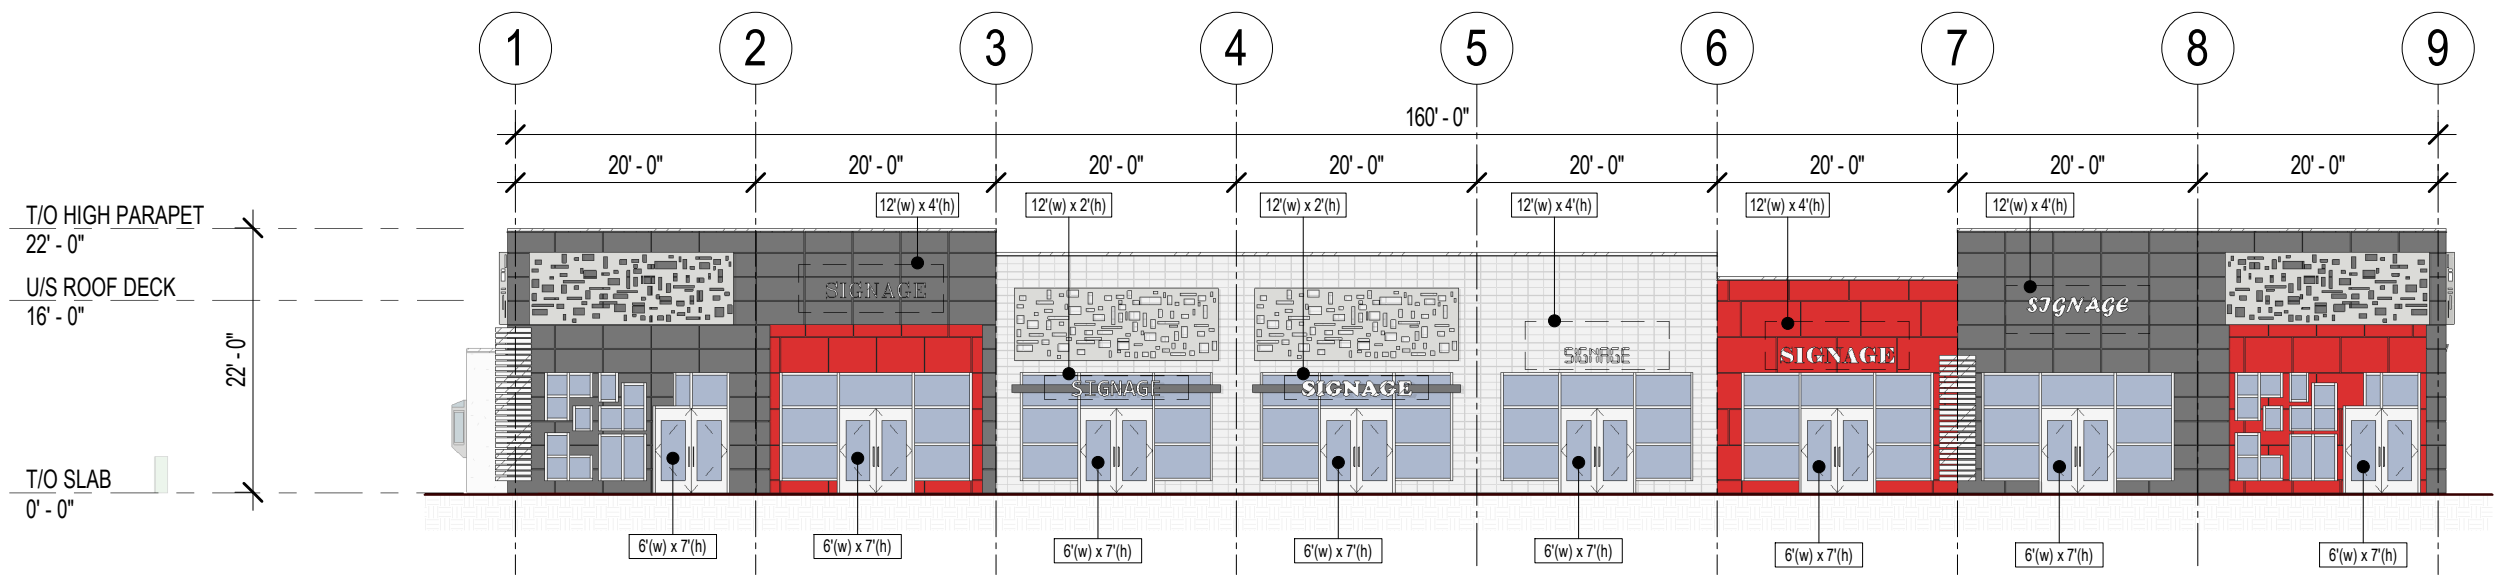 1 2 3 4 5 6 7 8 9
160' - 0"
20' - 0" 20' - 0" 20' - 0" 20' - 0" 20' - 0" 20' - 0" 20' - 0" 20' - 0"
12'(w) x 4'(h) 12'(w) x 2'(h) 12'(w) x 2'(h) 12'(w) x 4'(h) 12'(w) x 4'(h) 12'(w) x 4'(h)
T/O HIGH PARAPET
22' - 0"
U/S ROOF DECK
16' - 0"
22' - 0"
T/O SLAB
0' - 0"
SIGNAGE
SIGNAGE
SIGNAGE
SIGNAGE
SIGNAGE
SIGNAGE
6'(w) x 7'(h) 6'(w) x 7'(h) 6'(w) x 7'(h) 6'(w) x 7'(h) 6'(w) x 7'(h) 6'(w) x 7'(h) 6'(w) x 7'(h) 6'(w) x 7'(h)